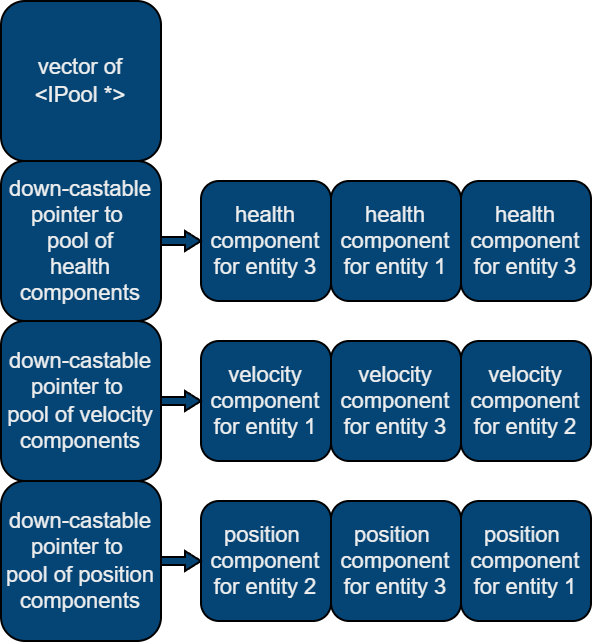 vector of
<IPool *>
down-castable
pointer to
pool of
health
components
health
component
for entity 3
health
component
for entity 1
health
component
for entity 3
down-castable
pointer to
pool of velocity
components
velocity
component
for entity 1
velocity
component
for entity 3
velocity
component
for entity 2
down-castable
pointer to
pool of position
components
position
component
for entity 2
position
component
for entity 3
position
component
for entity 1